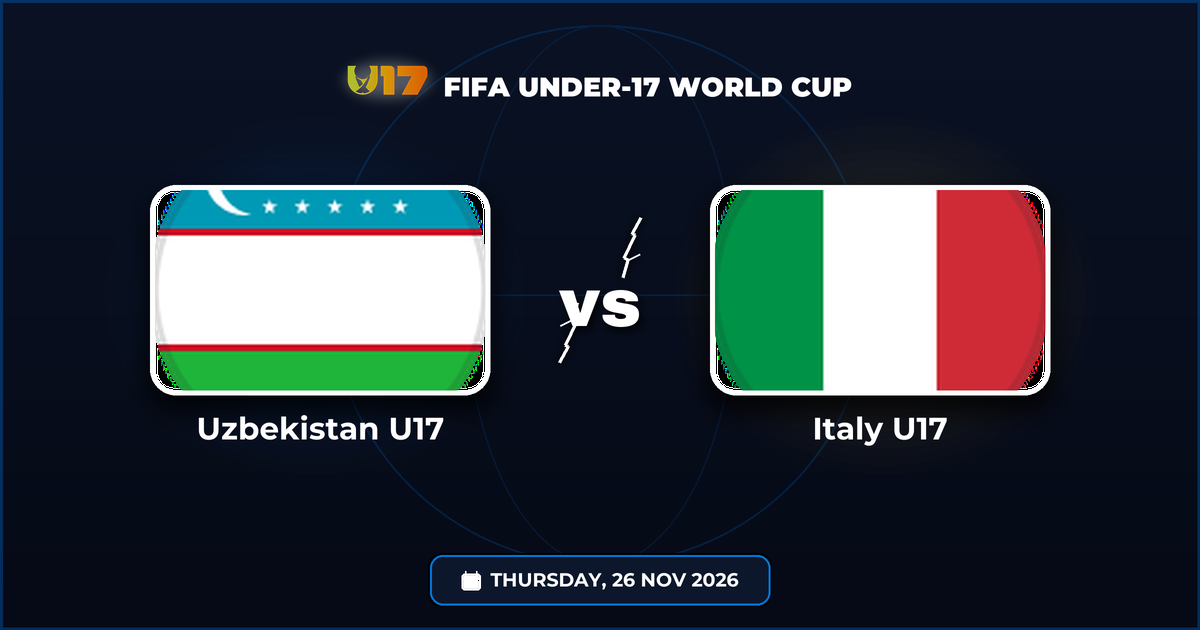 U17 FIFA UNDER-17 WORLD CUP
vs
Uzbekistan U17
Italy U17
THURSDAY, 26 NOV 2026